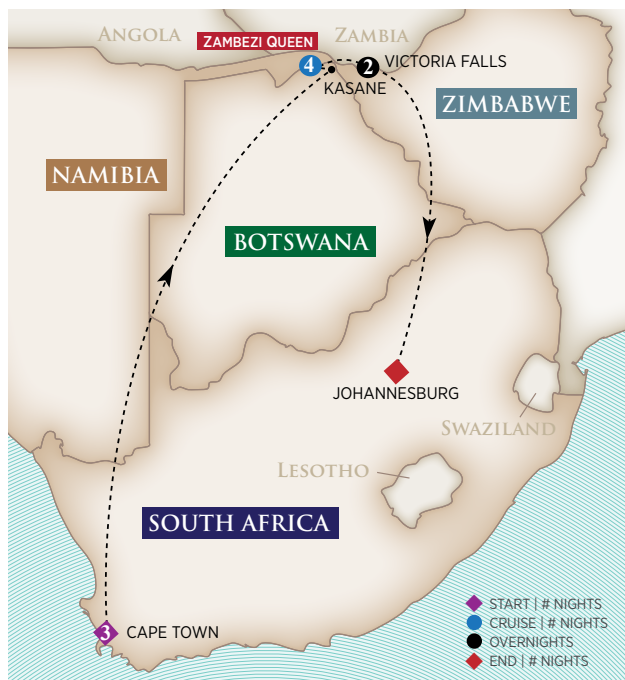 ANGOLA
ZAMBIA
ZAMBEZI QUEEN
4
2
VICTORIA FALLS
KASANE
ZIMBABWE
NAMIBIA
BOTSWANA
JOHANNESBURG
SWAZILAND
LESOTHO
SOUTH AFRICA
3
CAPE TOWN
START | # NIGHTS
CRUISE | # NIGHTS
OVERNIGHTS
END | # NIGHTS